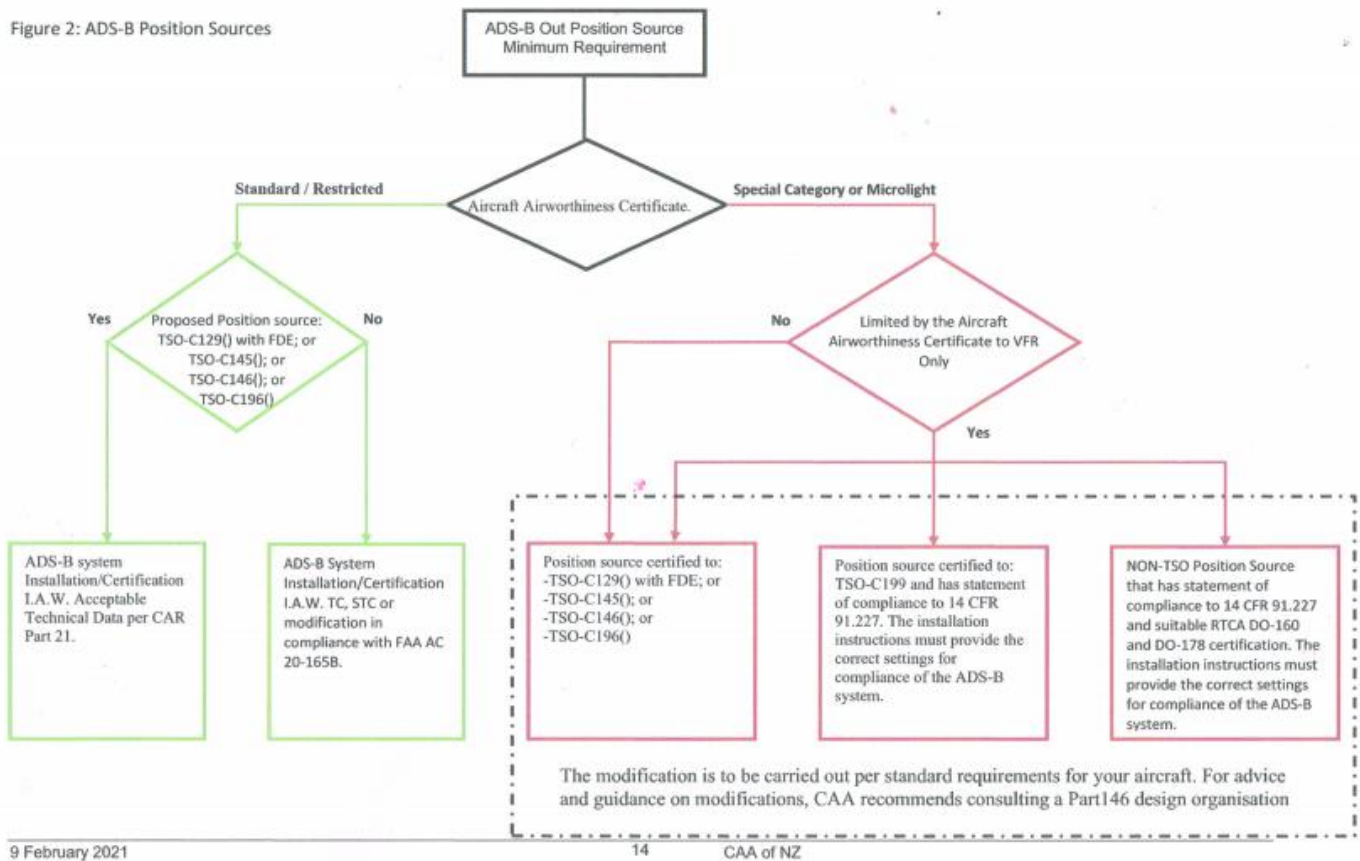 Figure 2: ADS-B Position Sources
ADS-B Out Position Source
Minimum Requirement
Standard / Restricted
Special Category or Microlight
Aircraft Airworthiness Certificate.
Yes
Proposed Position source:
TSO-C129() with FDE; or
TSO-C145(); or
TSO-C146(); or
TSO-C196()
No
No
Limited by the Aircraft
Airworthiness Certificate to VFR
Only
Yes
ADS-B system
Installation/Certification
I.A.W. Acceptable
Technical Data per CAR
Part 21.
ADS-B System
Installation/Certification
I.A.W. TC, STC or
modification in
compliance with FAA AC
20-165B.
Position source certified to:
-TSO-C129() with FDE; or
-TSO-C145(); or
-TSO-C146(); or
-TSO-C196()
Position source certified to:
TSO-C199 and has statement
of compliance to 14 CFR
91.227. The installation
instructions must provide the
correct settings for
compliance of the ADS-B
system.
NON-TSO Position Source
that has statement of
compliance to 14 CFR 91.227
and suitable RTCA DO-160
and DO-178 certification. The
installation instructions must
provide the correct settings
for compliance of the ADS-B
system.
The modification is to be carried out per standard requirements for your aircraft. For advice
and guidance on modifications, CAA recommends consulting a Part146 design organisation
9 February 2021
14
CAA of NZ